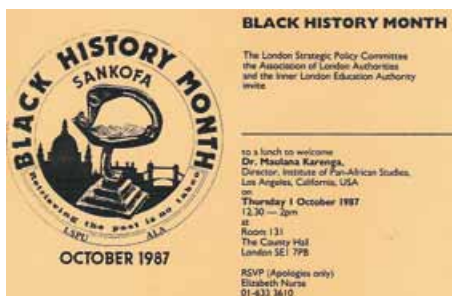 BLACK HISTORY MONTH
SANKOFA
Retrieving the past is no taboo
LSPU
ALA
OCTOBER 1987
BLACK HISTORY MONTH
The London Strategic Policy Committee
the Association of London Authorities
and the Inner London Education Authority
invite
to a lunch to welcome
Dr. Maulana Karenga,
Director, Institute of Pan-African Studies,
Los Angeles, California, USA
on
Thursday 1 October 1987
12.30 — 2pm
at
Room 131
The County Hall
London SE1 7PB
RSVP (Apologies only)
Elizabeth Nurse
01-633 3610